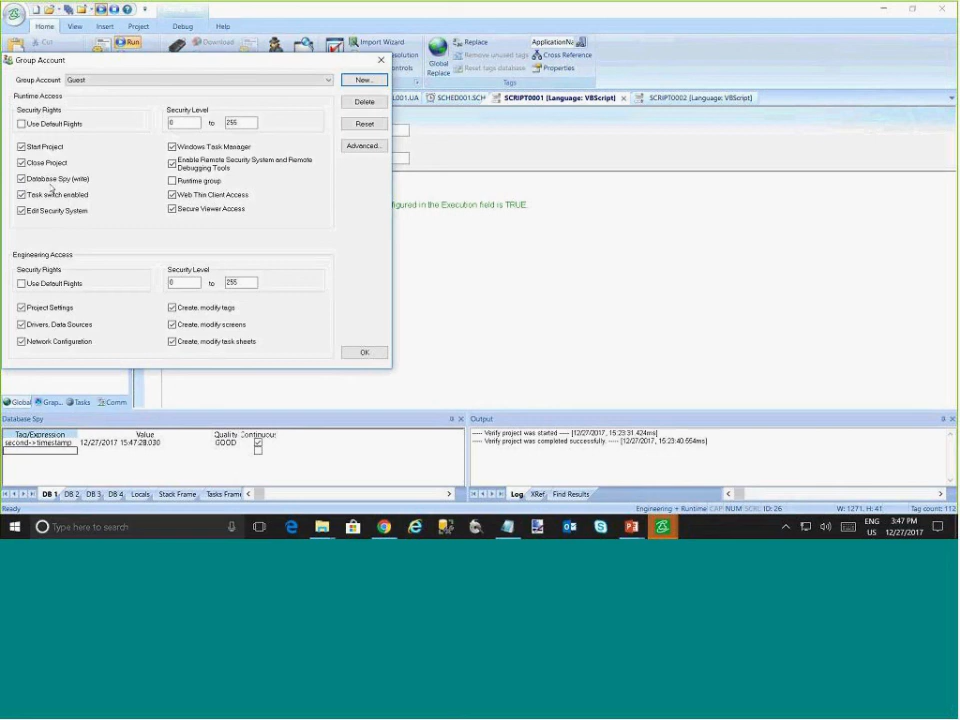 Home View Insert Project Debug Help
Cut Run Download Import Wizard Replace ApplicationNa
Remove unused tags Cross Reference
Global Replace Reset tags database Properties
Tags
Group Account
Group Account Guest New...
Runtime Access Delete
Security Rights Security Level
Use Default Rights 0 to 255 Reset
Start Project Windows Task Manager Advanced...
Close Project Enable Remote Security System and Remote Debugging Tools
Database Spy (write) Runtime group
Task switch enabled Web Thin Client Access
Edit Security System Secure Viewer Access
L001.UA SCHED001.SCH SCRIPT0001 [Language: VBScript] SCRIPT0002 [Language: VBScript]
figured in the Execution field is TRUE.
Engineering Access
Security Rights Security Level
Use Default Rights 0 to 255
Project Settings Create, modify tags
Drivers, Data Sources Create, modify screens
Network Configuration Create, modify task sheets
OK
Global Grap... Tasks Comm
Database Spy Output
Tag/Expression Value Quality Continuous
second->timestamp 12/27/2017 15:47:28.030 GOOD
----- Verify project was started ----- [12/27/2017, 15:23:31.424ms]
----- Verify project was completed successfully. ----- [12/27/2017, 15:23:40.554ms]
DB 1 DB 2 DB 3 DB 4 Locals Stack Frame Tasks Frame Log XRef Find Results
Ready Engineering + Runtime CAP NUM SCRL ID: 26 W: 1271, H: 41 Tag count: 112
Type here to search ENG 3:47 PM
US 12/27/2017